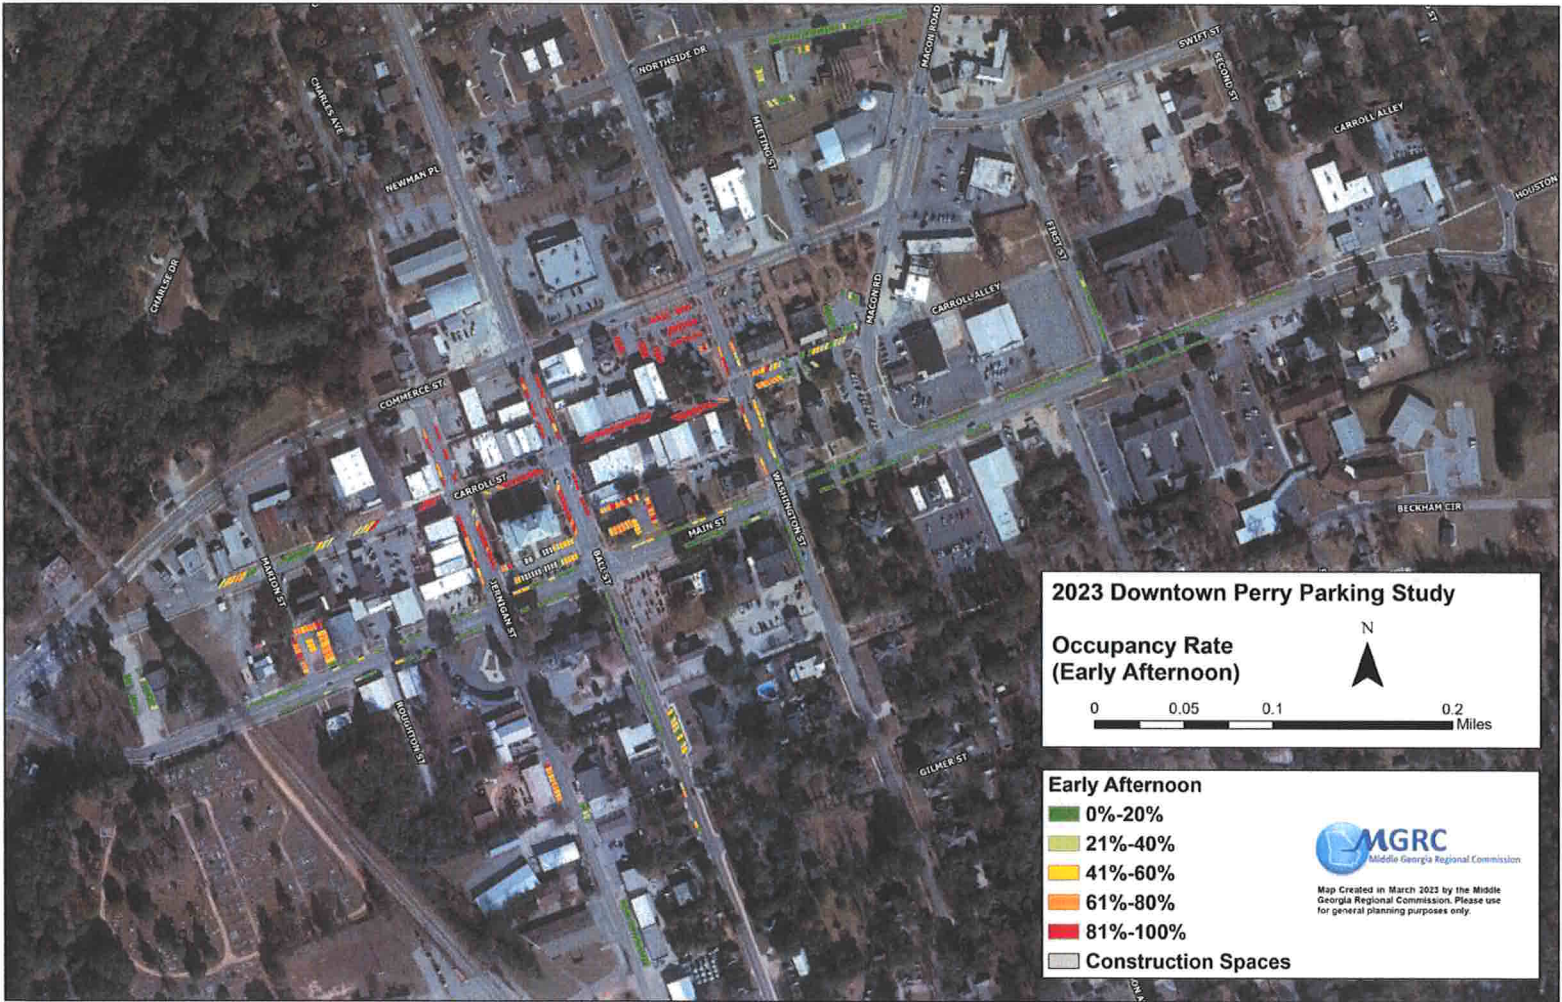 MACON ROAD
SWIFT ST
NORTHSIDE DR
SECOND ST
CHARLES AVE
CARROLL ALLEY
MEETING ST
NEWMAN PL
HOUSTON
FIRST ST
CHARLSE DR
MACON RD
CARROLL ALLEY
COMMERCE ST
CARROLL ST
WASHINGTON ST
BECKHAM CIR
MAIN ST
BALL ST
MARION ST
JERNIGAN ST
ROUGHTON ST
GILMER ST
2023 Downtown Perry Parking Study
Occupancy Rate
(Early Afternoon)
N
0 0.05 0.1 0.2
Miles
Early Afternoon
0%-20%
21%-40%
41%-60%
61%-80%
81%-100%
Construction Spaces
MGRC
Middle Georgia Regional Commission
Map Created in March 2023 by the Middle
Georgia Regional Commission. Please use
for general planning purposes only.